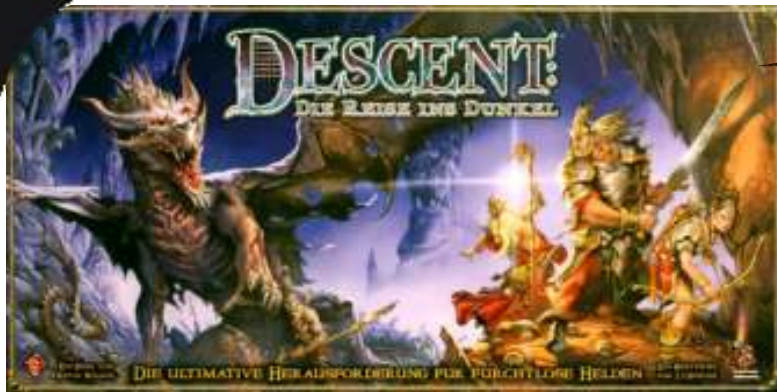 DESCENT:
DIE REISE INS DUNKEL
DIE ULTIMATIVE HERAUSFORDERUNG FÜR FURCHTLOSE HELDEN